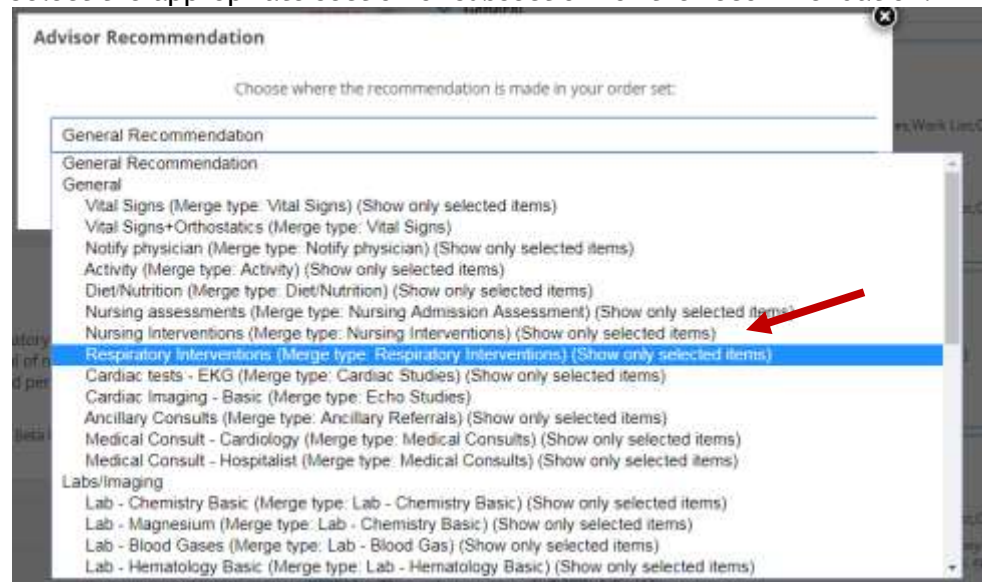 Advisor Recommendation
Choose where the recommendation is made in your order set:
General Recommendation
General Recommendation
General
Vital Signs (Merge type: Vital Signs) (Show only selected items)
Vital Signs+Orthostatics (Merge type: Vital Signs)
Notify physician (Merge type: Notify physician) (Show only selected items)
Activity (Merge type: Activity) (Show only selected items)
Diet/Nutrition (Merge type: Diet/Nutrition) (Show only selected items)
Nursing assessments (Merge type: Nursing Admission Assessment) (Show only selected items)
Nursing Interventions (Merge type: Nursing Interventions) (Show only selected items)
Respiratory Interventions (Merge type: Respiratory Interventions) (Show only selected items)
Cardiac tests - EKG (Merge type: Cardiac Studies) (Show only selected items)
Cardiac Imaging - Basic (Merge type: Echo Studies)
Ancillary Consults (Merge type: Ancillary Referrals) (Show only selected items)
Medical Consult - Cardiology (Merge type: Medical Consults) (Show only selected items)
Medical Consult - Hospitalist (Merge type: Medical Consults) (Show only selected items)
Labs/Imaging
Lab - Chemistry Basic (Merge type: Lab - Chemistry Basic) (Show only selected items)
Lab - Magnesium (Merge type: Lab - Chemistry Basic) (Show only selected items)
Lab - Blood Gases (Merge type: Lab - Blood Gas) (Show only selected items)
Lab - Hematology Basic (Merge type: Lab - Hematology Basic) (Show only selected items)